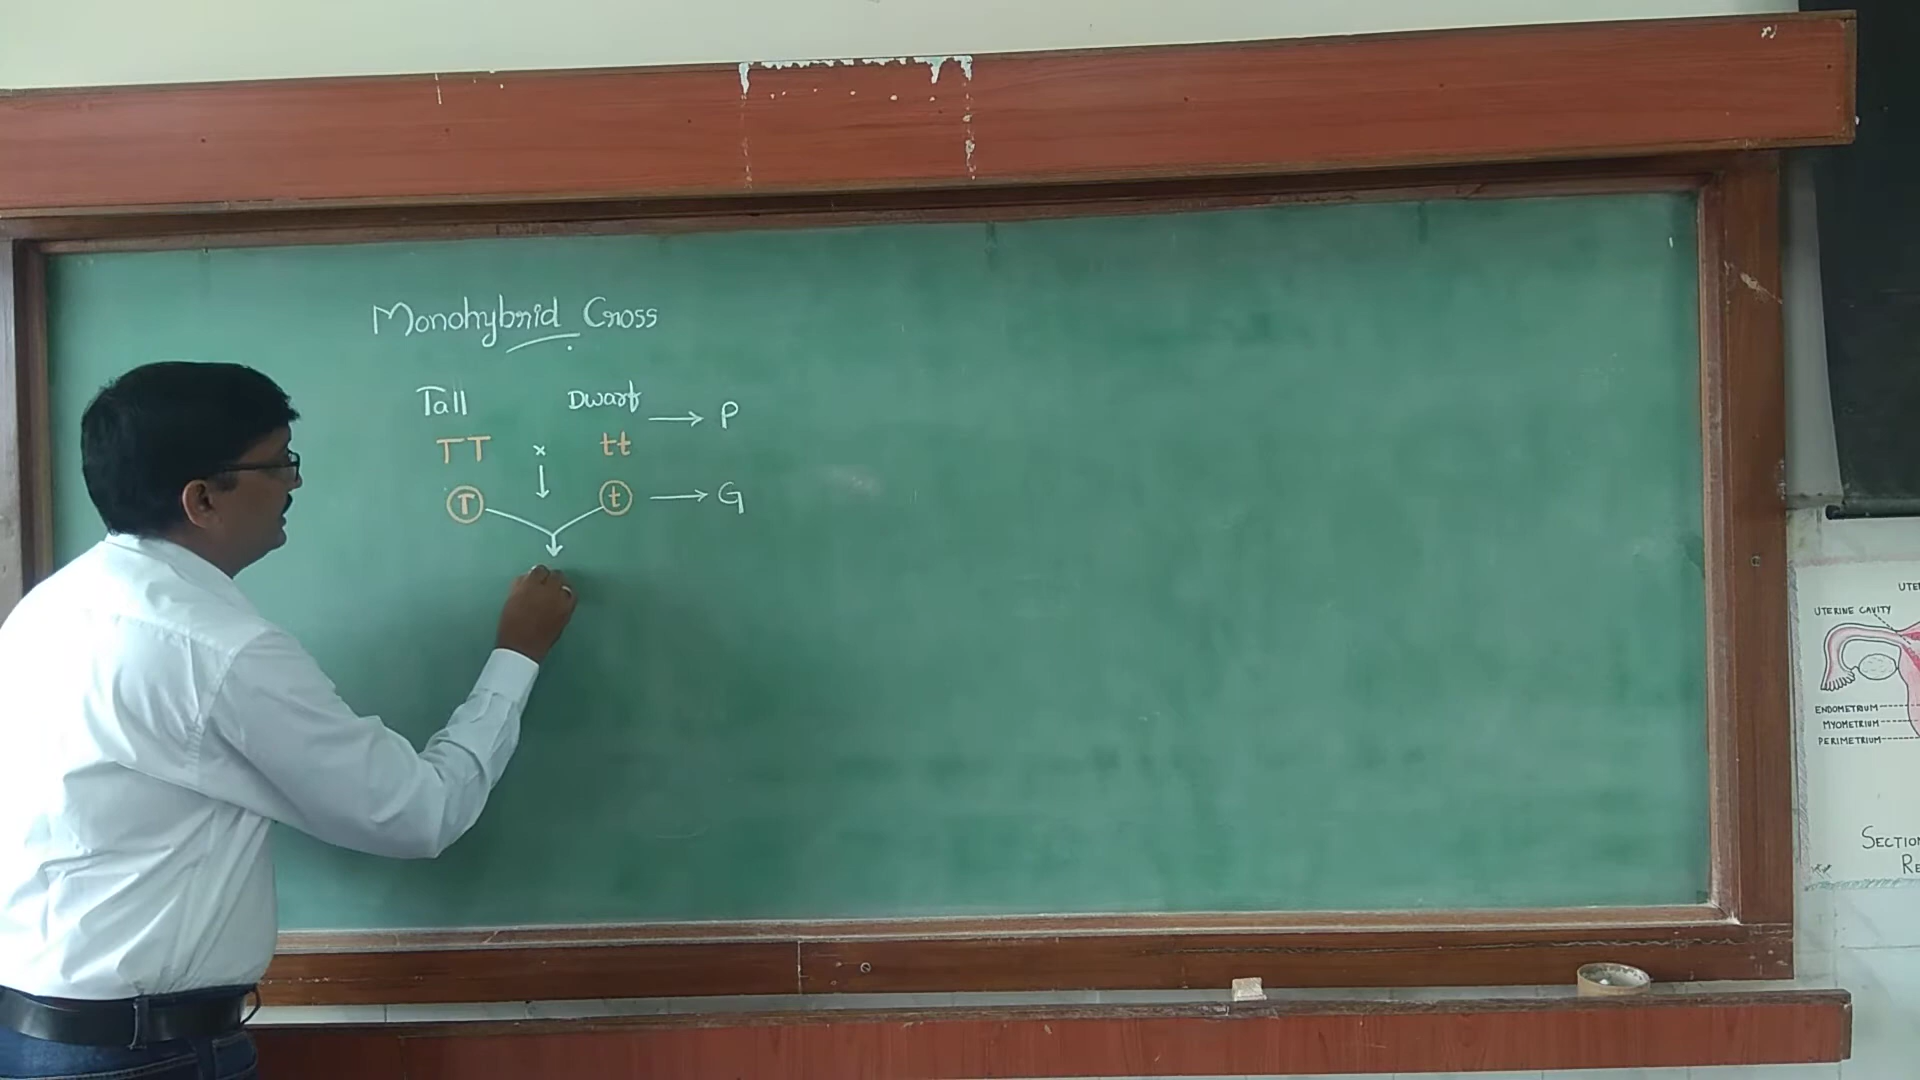 Monohybrid Cross
Tall Dwarf → P
TT × tt
T t → G
UTERINE CAVITY
ENDOMETRIUM
MYOMETRIUM
PERIMETRIUM